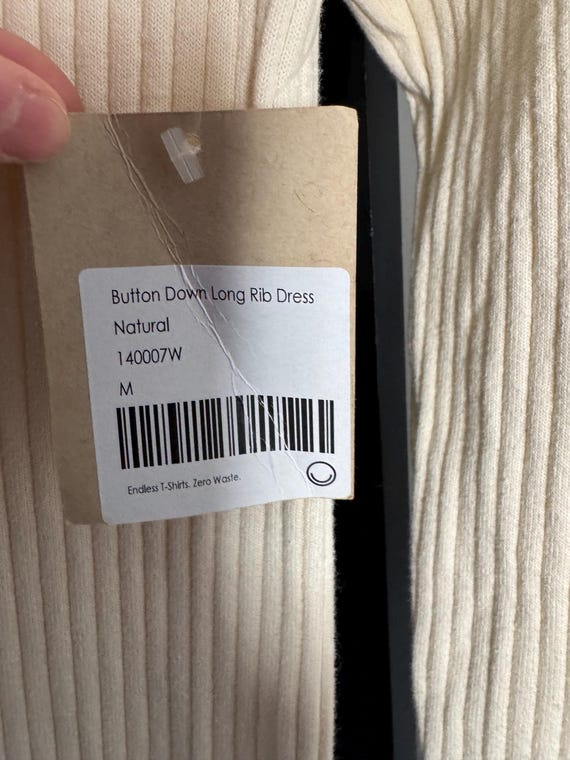 Button Down Long Rib Dress
Natural
140007W
M
Endless T-Shirts. Zero Waste.